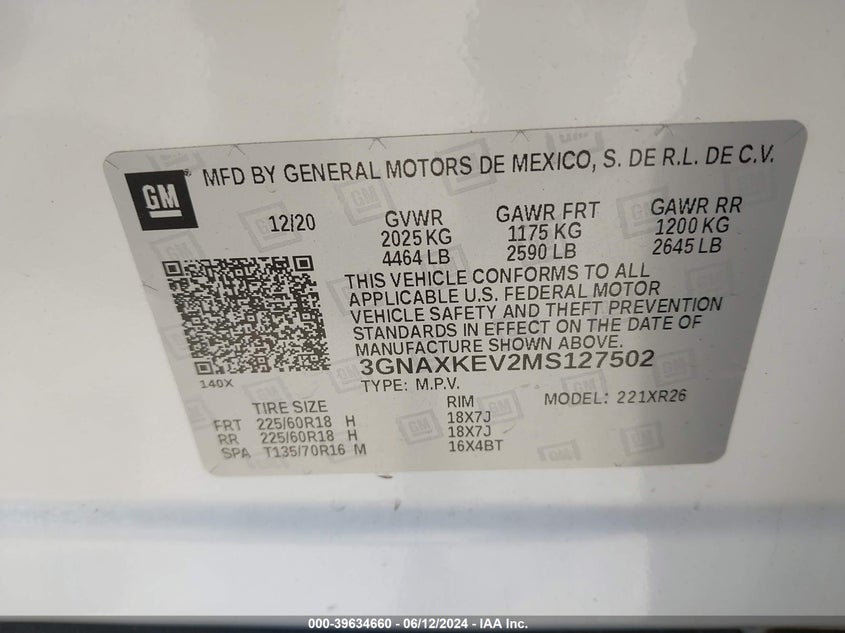 GM
MFD BY GENERAL MOTORS DE MEXICO, S. DE R.L. DE C.V.
12/20 GVWR GAWR FRT GAWR RR
2025 KG 1175 KG 1200 KG
4464 LB 2590 LB 2645 LB
THIS VEHICLE CONFORMS TO ALL
APPLICABLE U.S. FEDERAL MOTOR
VEHICLE SAFETY AND THEFT PREVENTION
STANDARDS IN EFFECT ON THE DATE OF
MANUFACTURE SHOWN ABOVE.
3GNAXKEV2MS127502
140X
TYPE: M.P.V. MODEL: 221XR26
TIRE SIZE RIM
FRT 225/60R18 H 18X7J
RR 225/60R18 H 18X7J
SPA T135/70R16 M 16X4BT
000-39634660 - 06/12/2024 - IAA Inc.